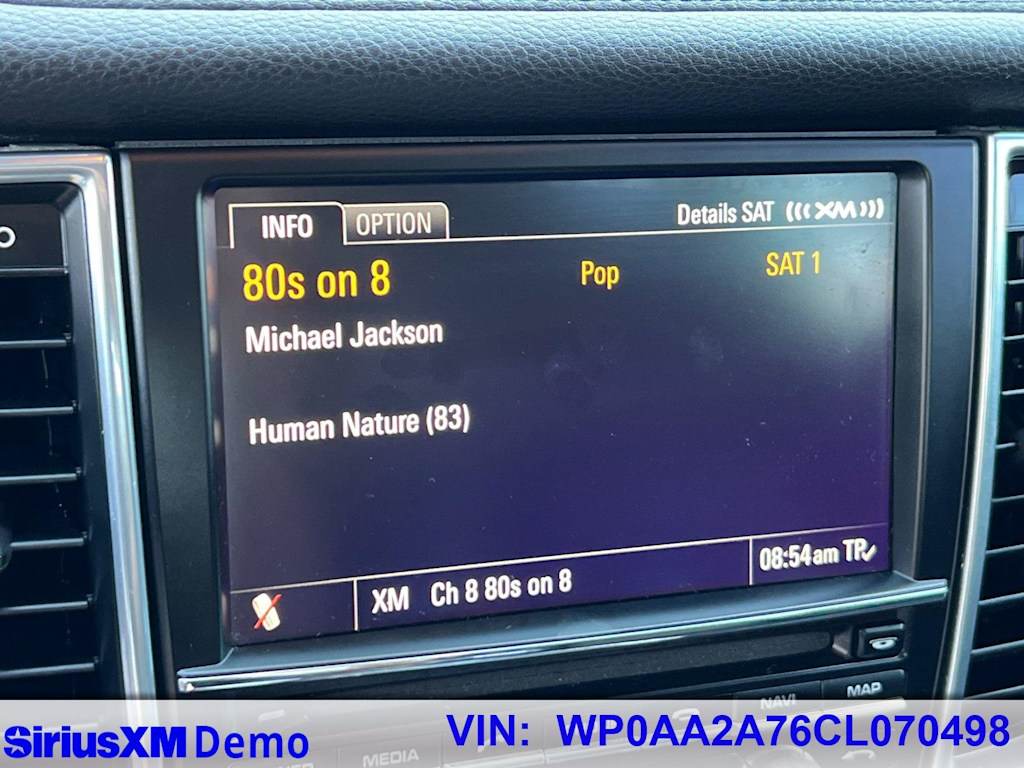 INFO OPTION Details SAT (((XM)))
80s on 8 Pop SAT 1
Michael Jackson
Human Nature (83)
XM Ch 8 80s on 8 08:54am TP
NAVI MAP
MEDIA
SiriusXM Demo VIN: WP0AA2A76CL070498